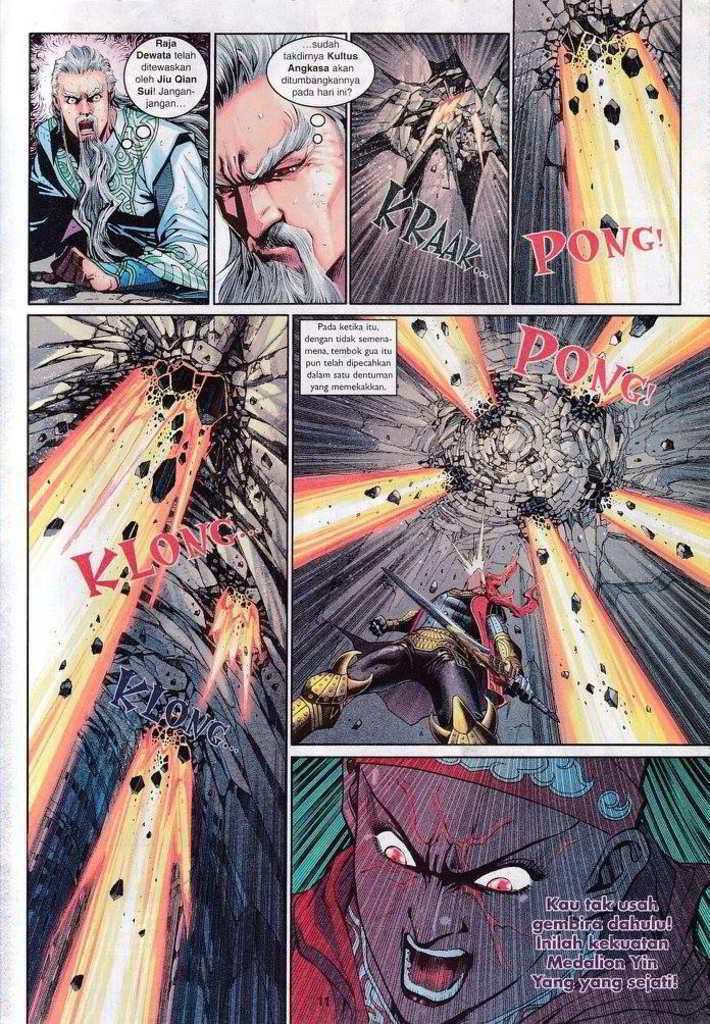 Raja
Dewata telah
ditewaskan
oleh Jiu Qian
Sui! Jangan-
jangan...
...sudah
takdirnya Kultus
Angkasa akan
ditumbangkannya
pada hari ini?
KRAAK...
PONG!
KLONG...
KLONG...
Pada ketika itu,
dengan tidak semena-
mena, tembok gua itu
pun telah dipecahkan
dalam satu dentuman
yang memekakkan.
PONG!
Kau tak usah
gembira dahulu!
Inilah kekuatan
Medalion Yin
Yang yang sejati!
11